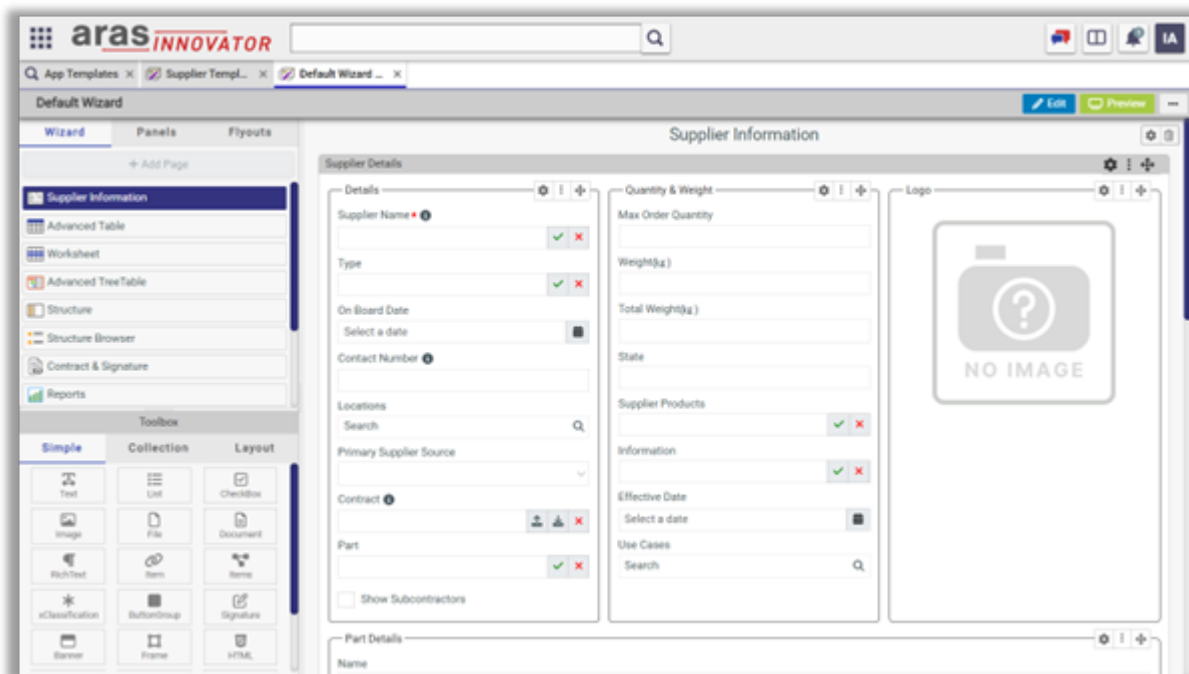 aras INNOVATOR
IA
App Templates × Supplier Templ... × Default Wizard ... ×
Default Wizard
Edit Preview
Wizard Panels Flyouts
+ Add Page
Supplier Information
Advanced Table
Worksheet
Advanced TreeTable
Structure
Structure Browser
Contract & Signature
Reports
Toolbox
Simple Collection Layout
Text List CheckBox
Image File Document
RichText Item Items
xClassification ButtonGroup Signature
Banner Frame HTML
Supplier Information
Supplier Details
Details
Supplier Name
Type
On Board Date
Select a date
Contact Number
Locations
Search
Primary Supplier Source
Contract
Part
Show Subcontractors
Quantity & Weight
Max Order Quantity
Weight(kg)
Total Weight(kg)
State
Supplier Products
Information
Effective Date
Select a date
Use Cases
Search
Logo
NO IMAGE
Part Details
Name